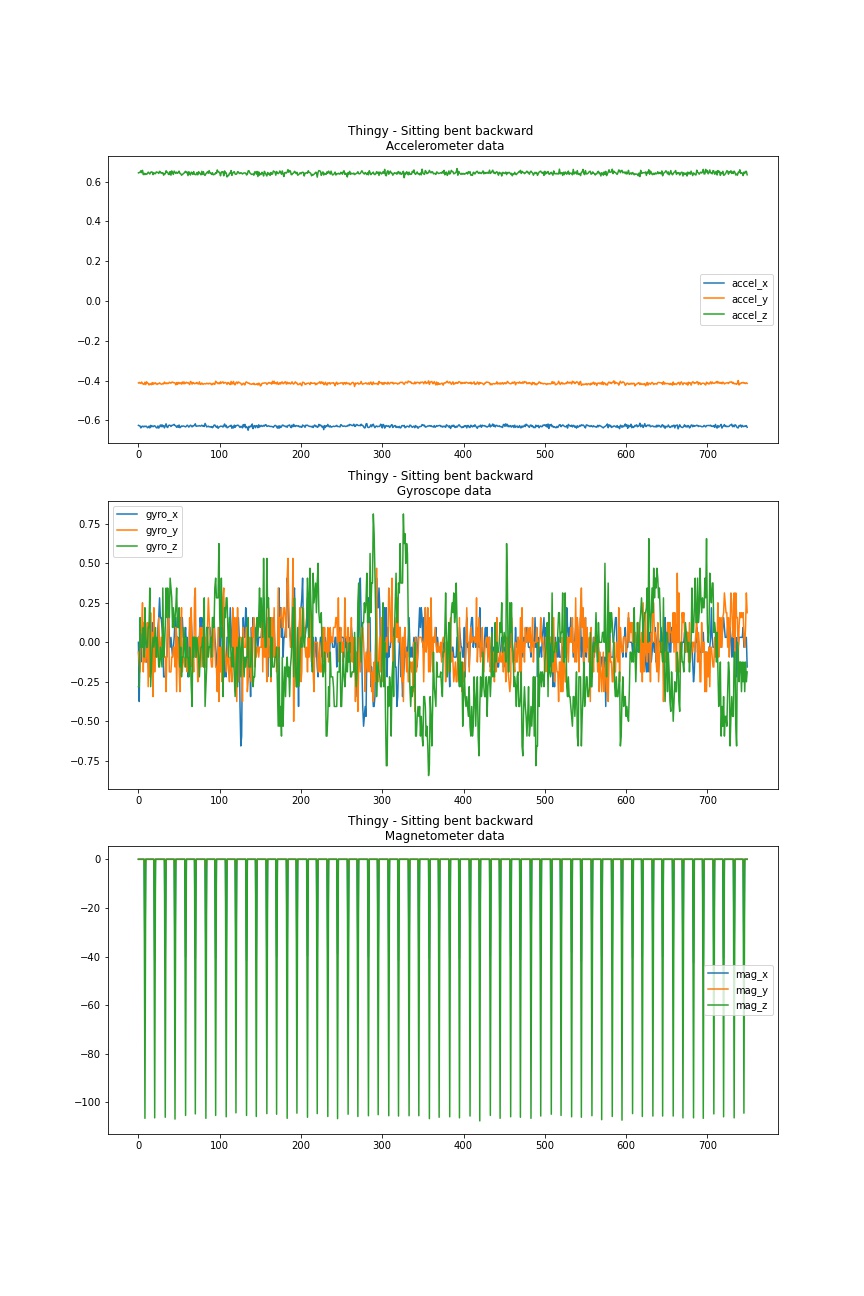 Thingy - Sitting bent backward
Accelerometer data
0.6
0.4
0.2
0.0
−0.2
−0.4
−0.6
accel_x
accel_y
accel_z
0 100 200 300 400 500 600 700
Thingy - Sitting bent backward
Gyroscope data
gyro_x
gyro_y
gyro_z
0.75
0.50
0.25
0.00
−0.25
−0.50
−0.75
0 100 200 300 400 500 600 700
Thingy - Sitting bent backward
Magnetometer data
0
−20
−40
−60
−80
−100
mag_x
mag_y
mag_z
0 100 200 300 400 500 600 700